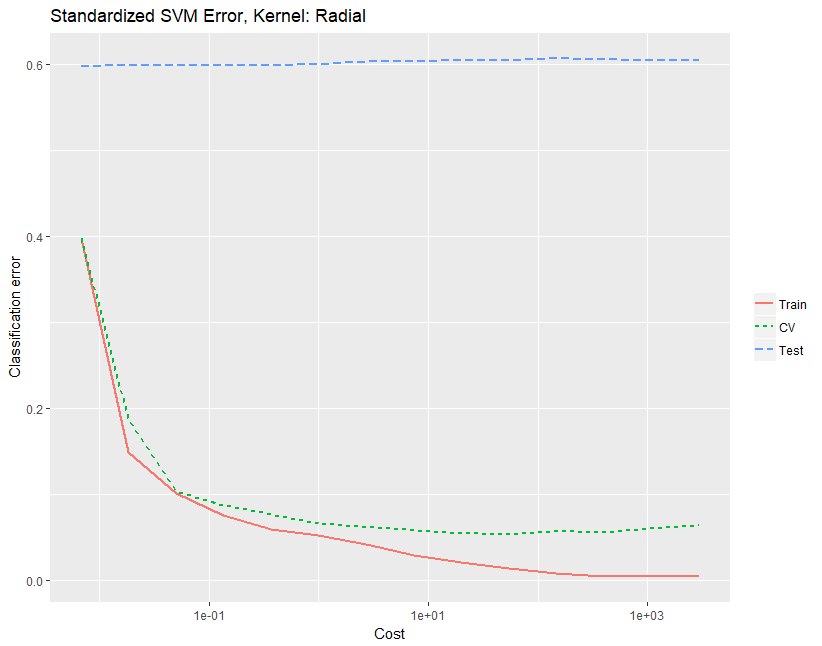 Standardized SVM Error, Kernel: Radial
Classification error
0.6
0.4
0.2
0.0
1e-01
1e+01
1e+03
Cost
Train
CV
Test